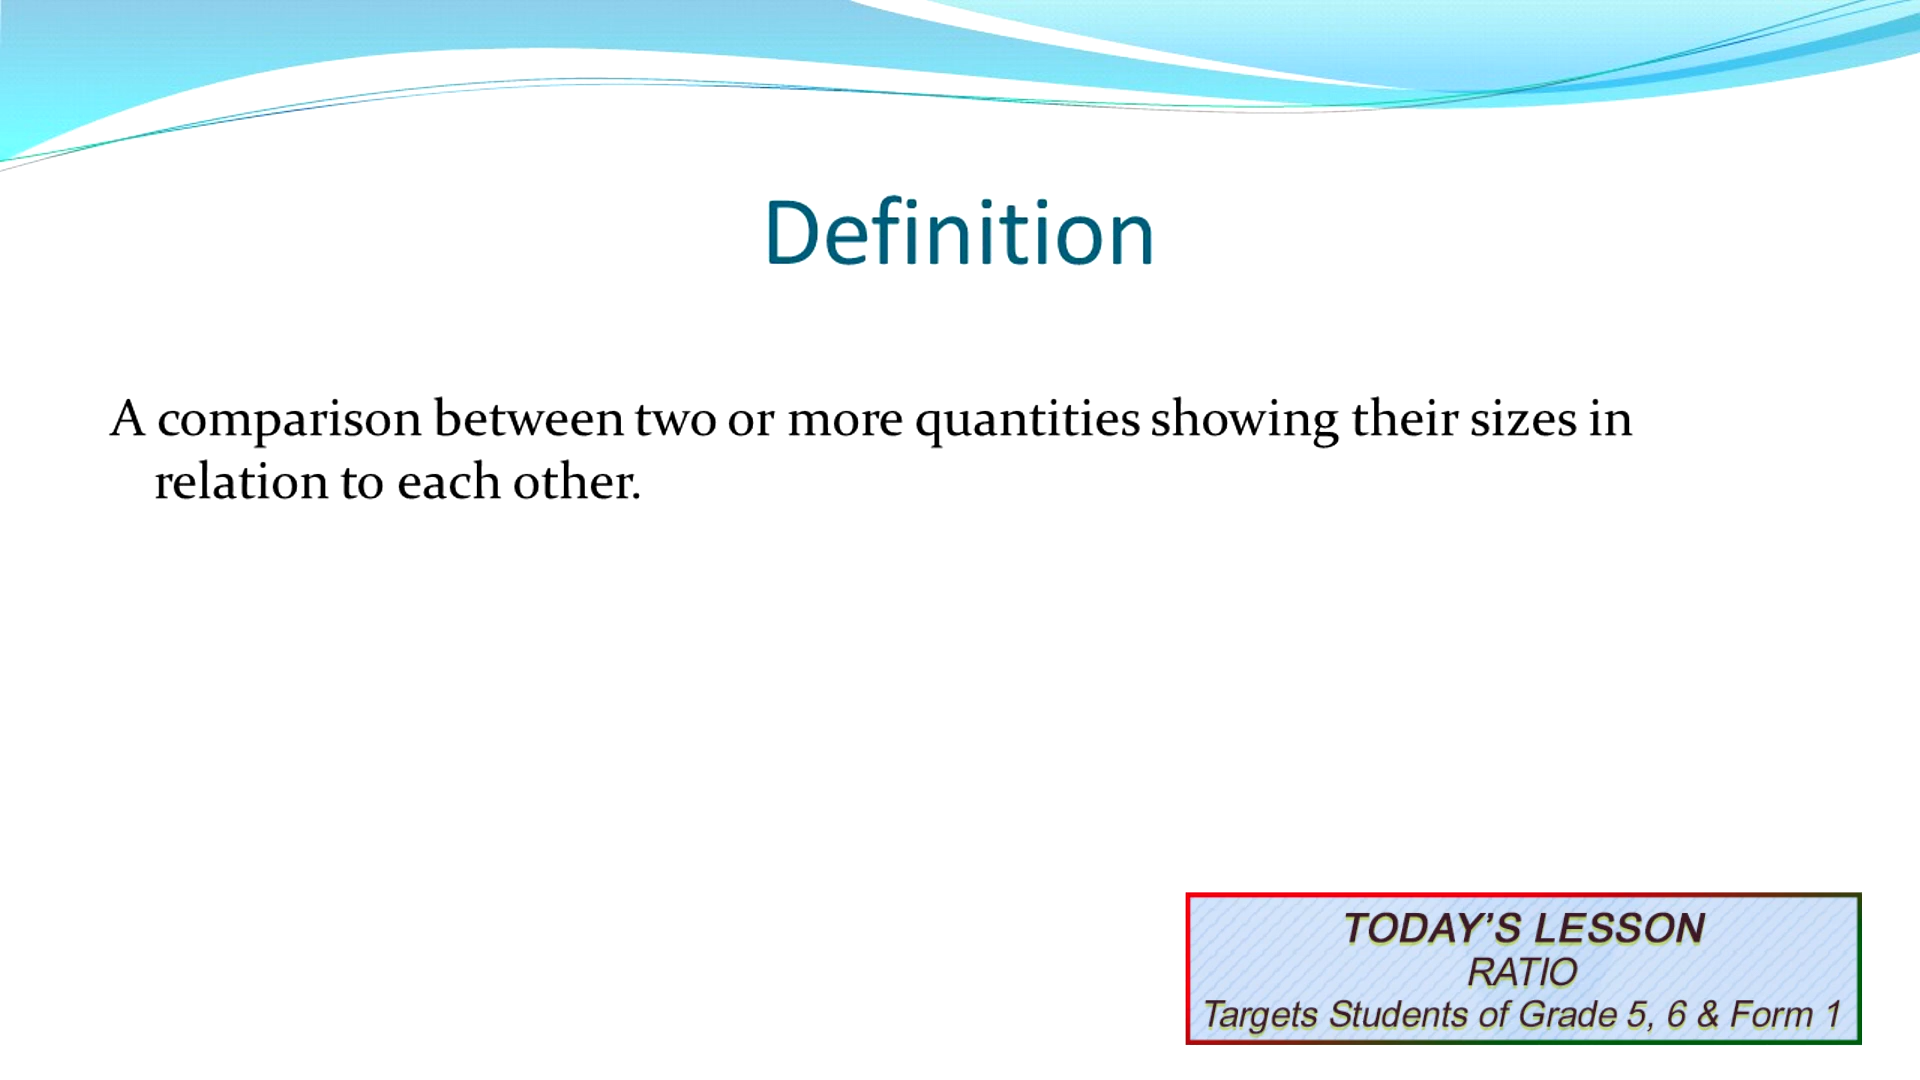 Definition
A comparison between two or more quantities showing their sizes in
relation to each other.
TODAY’S LESSON
RATIO
Targets Students of Grade 5, 6 & Form 1